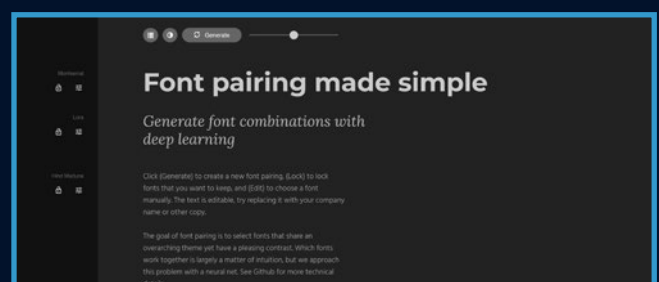 Generate
Montserrat
Font pairing made simple
Lora
Generate font combinations with
deep learning
Hind Madurai
Click (Generate) to create a new font pairing, (Lock) to lock
fonts that you want to keep, and (Edit) to choose a font
manually. The text is editable, try replacing it with your company
name or other copy.
The goal of font pairing is to select fonts that share an
overarching theme yet have a pleasing contrast. Which fonts
work together is largely a matter of intuition, but we approach
this problem with a neural net. See Github for more technical